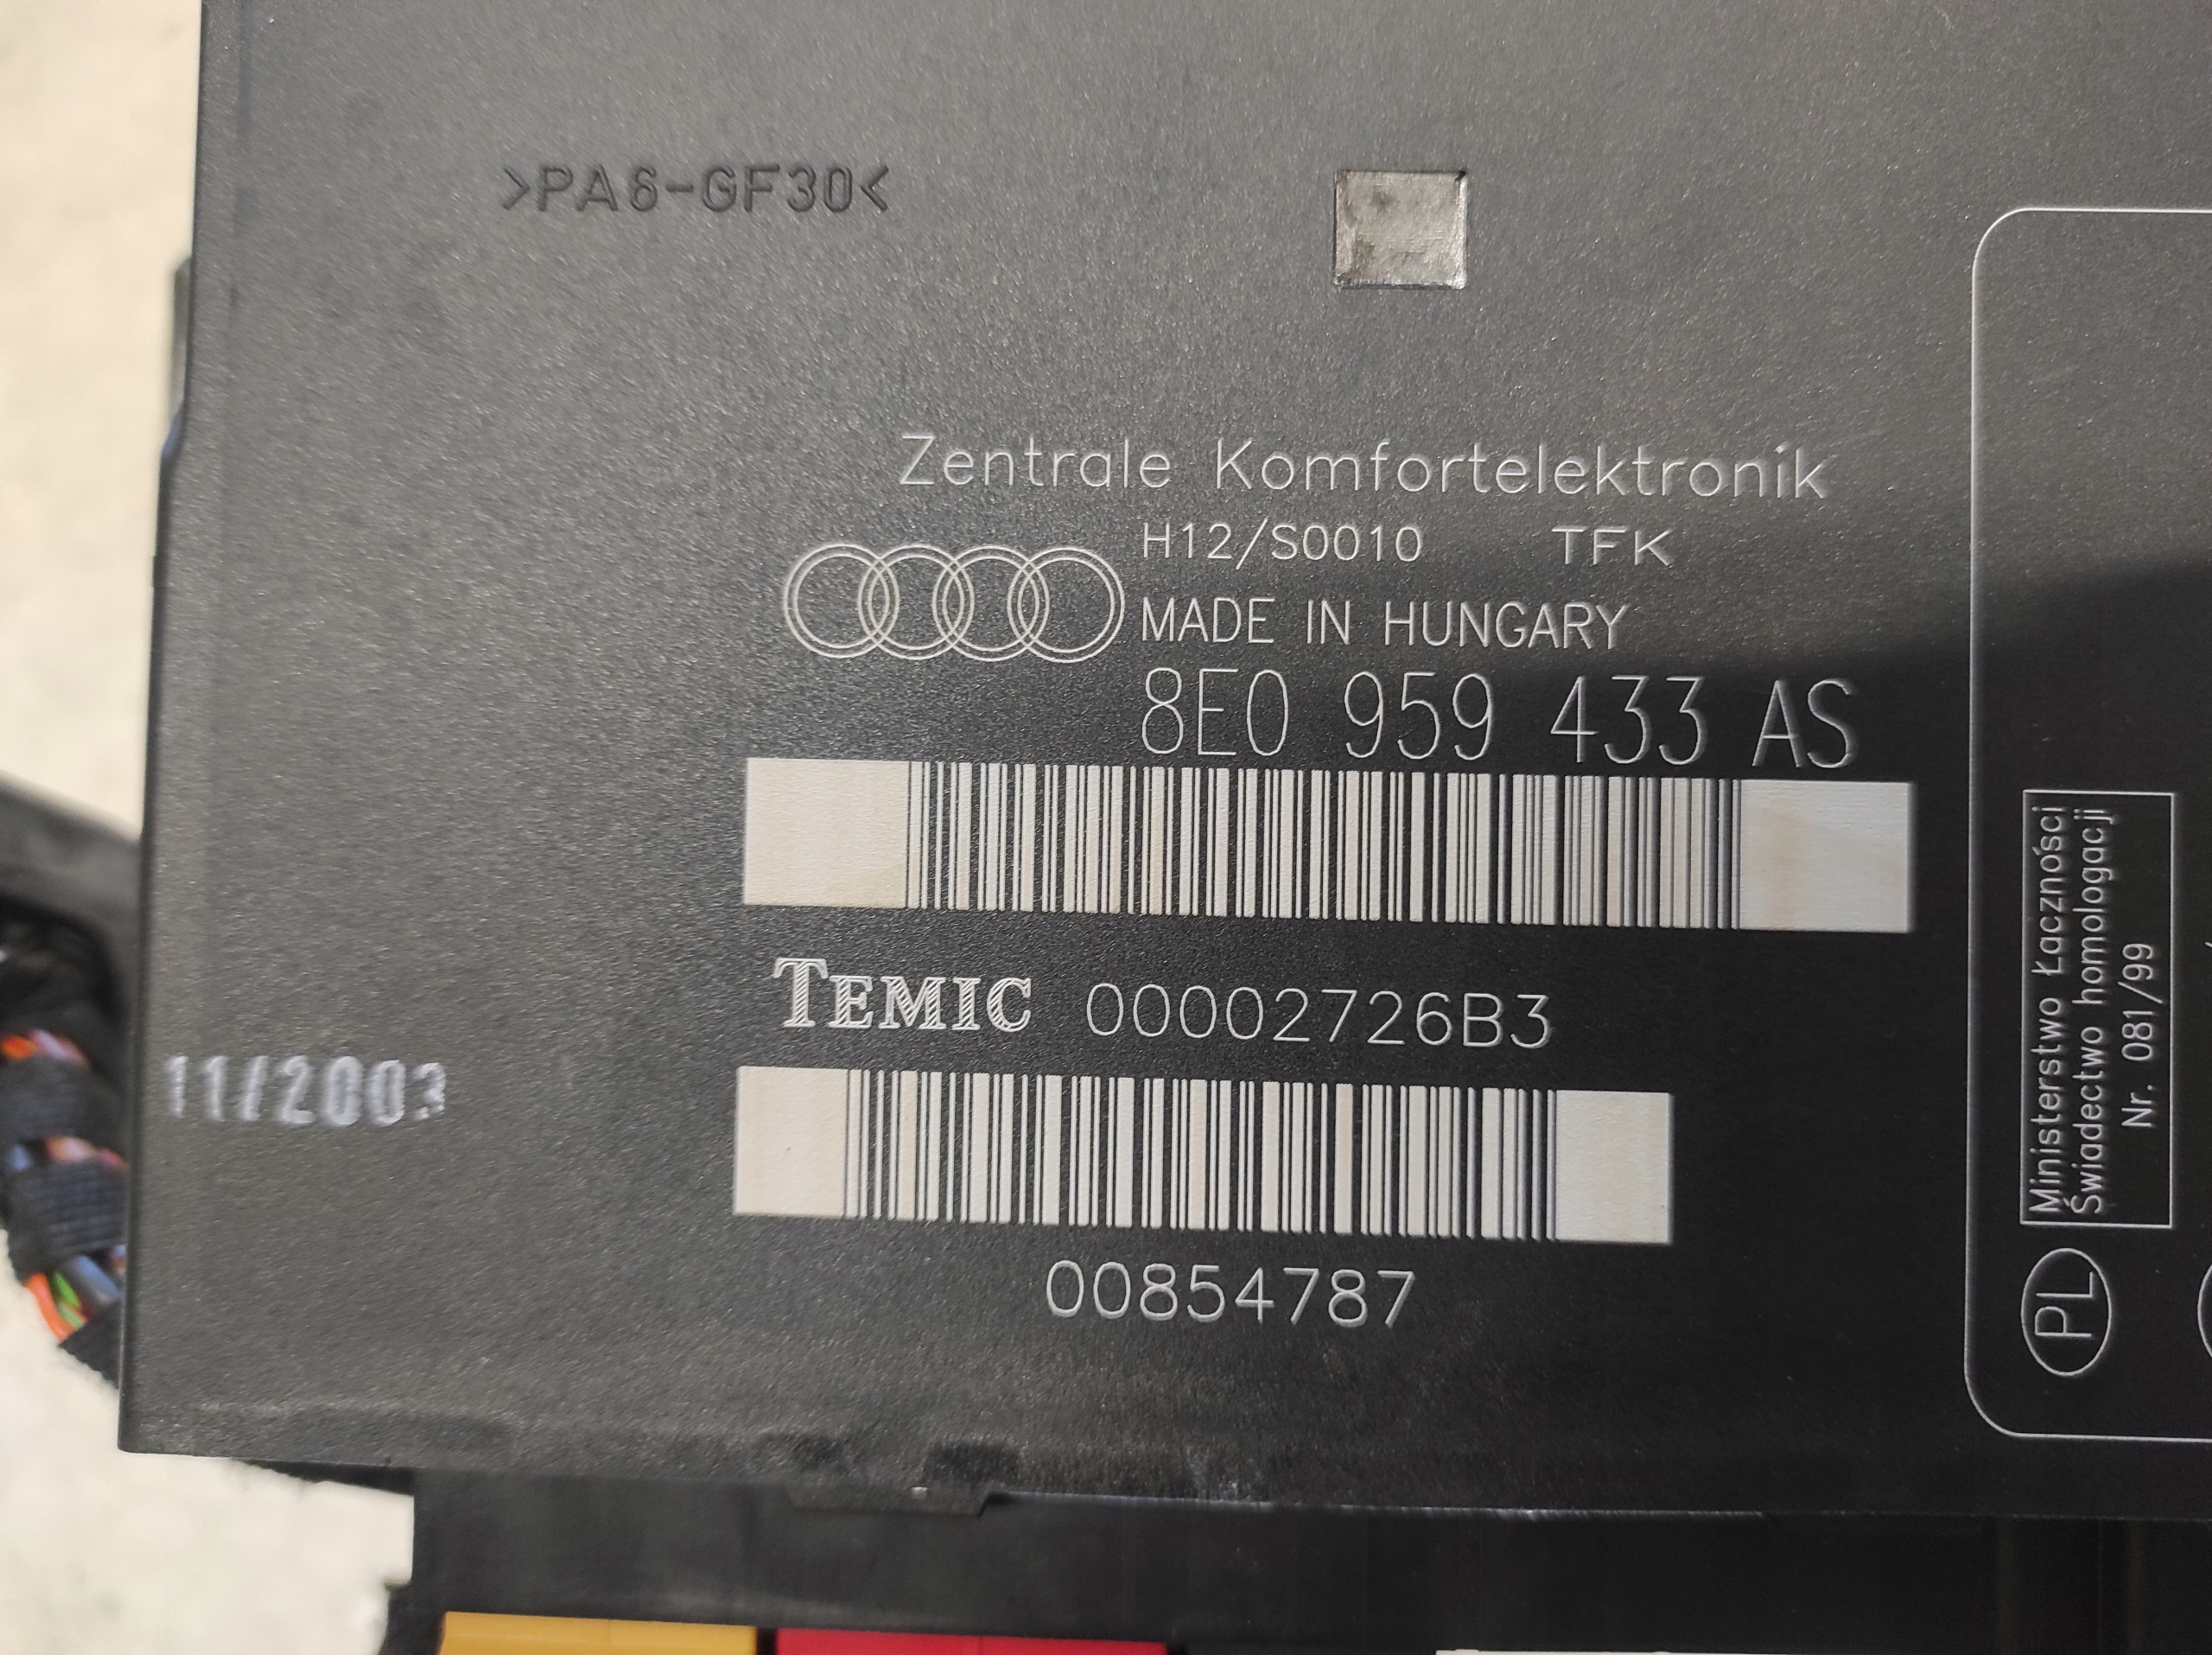 >PA6-GF30<
Zentrale Komfortelektronik
H12/S0010 TFK
MADE IN HUNGARY
8E0 959 433 AS
TEMIC 00002726B3
11/2003
00854787
Ministerstwo Łączności
Świadectwo homologacji
Nr. 081/99
PL